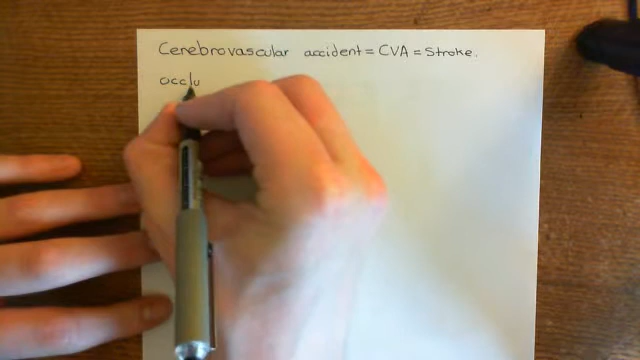 Cerebrovascular accident = CVA = Stroke.
occlu